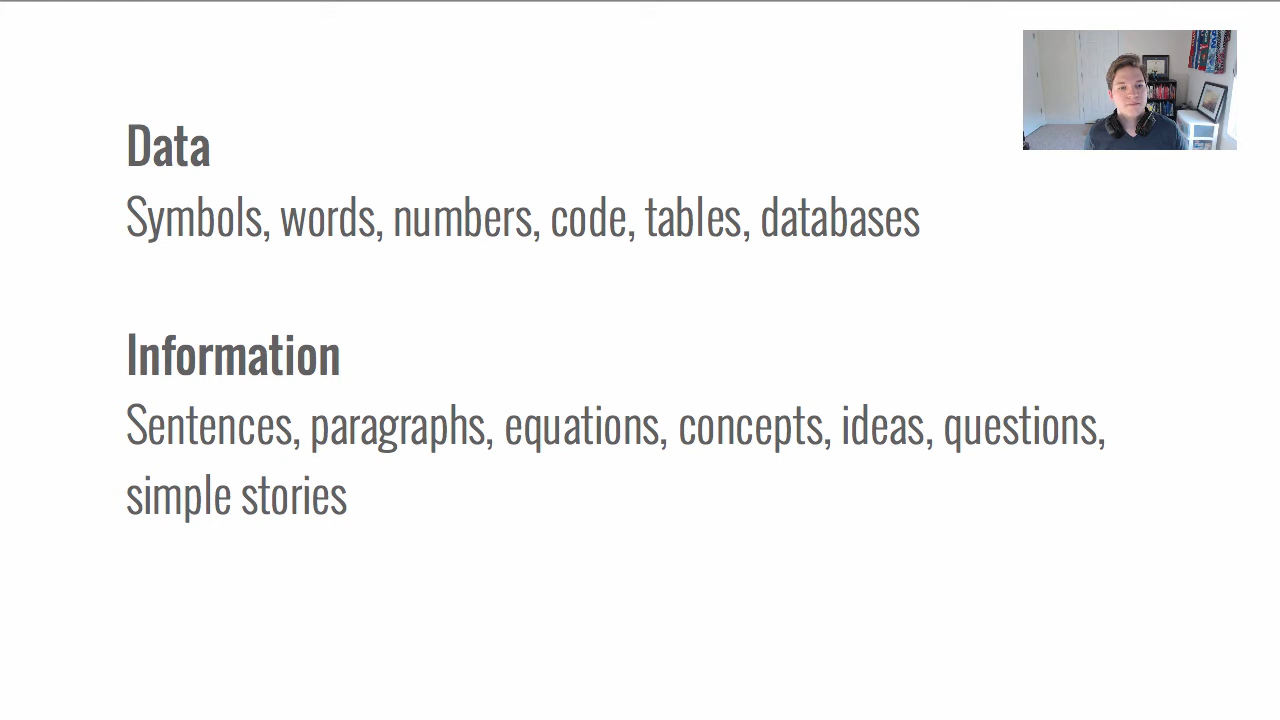 Data
Symbols, words, numbers, code, tables, databases
Information
Sentences, paragraphs, equations, concepts, ideas, questions,
simple stories